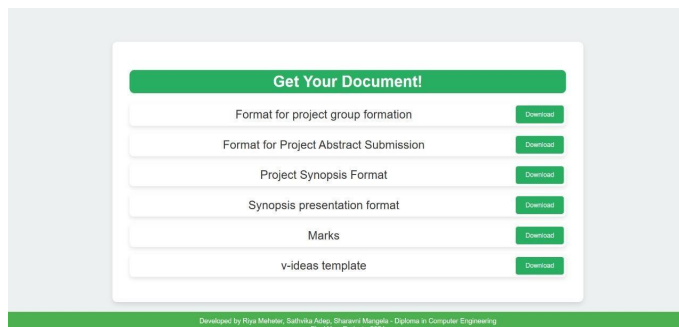 Get Your Document!
Format for project group formation
Download
Format for Project Abstract Submission
Download
Project Synopsis Format
Download
Synopsis presentation format
Download
Marks
Download
v-ideas template
Download
Developed by Riya Meheter, Sathvika Adep, Sharavni Mangela - Diploma in Computer Engineering